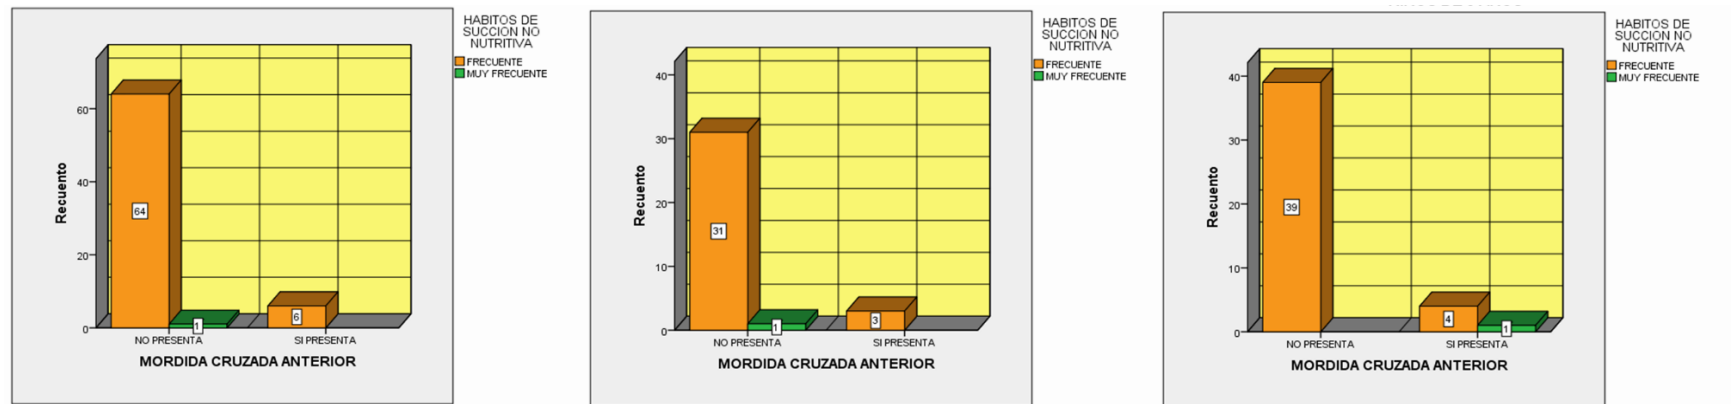 HABITOS DE
SUCCION NO
NUTRITIVA
FRECUENTE
MUY FRECUENTE
60
40
20
0
Recuento
64
1
6
NO PRESENTA
SI PRESENTA
MORDIDA CRUZADA ANTERIOR
HABITOS DE
SUCCION NO
NUTRITIVA
FRECUENTE
MUY FRECUENTE
40
30
20
10
0
Recuento
31
1
3
NO PRESENTA
SI PRESENTA
MORDIDA CRUZADA ANTERIOR
HABITOS DE
SUCCION NO
NUTRITIVA
FRECUENTE
MUY FRECUENTE
40
30
20
10
0
Recuento
39
4
1
NO PRESENTA
SI PRESENTA
MORDIDA CRUZADA ANTERIOR